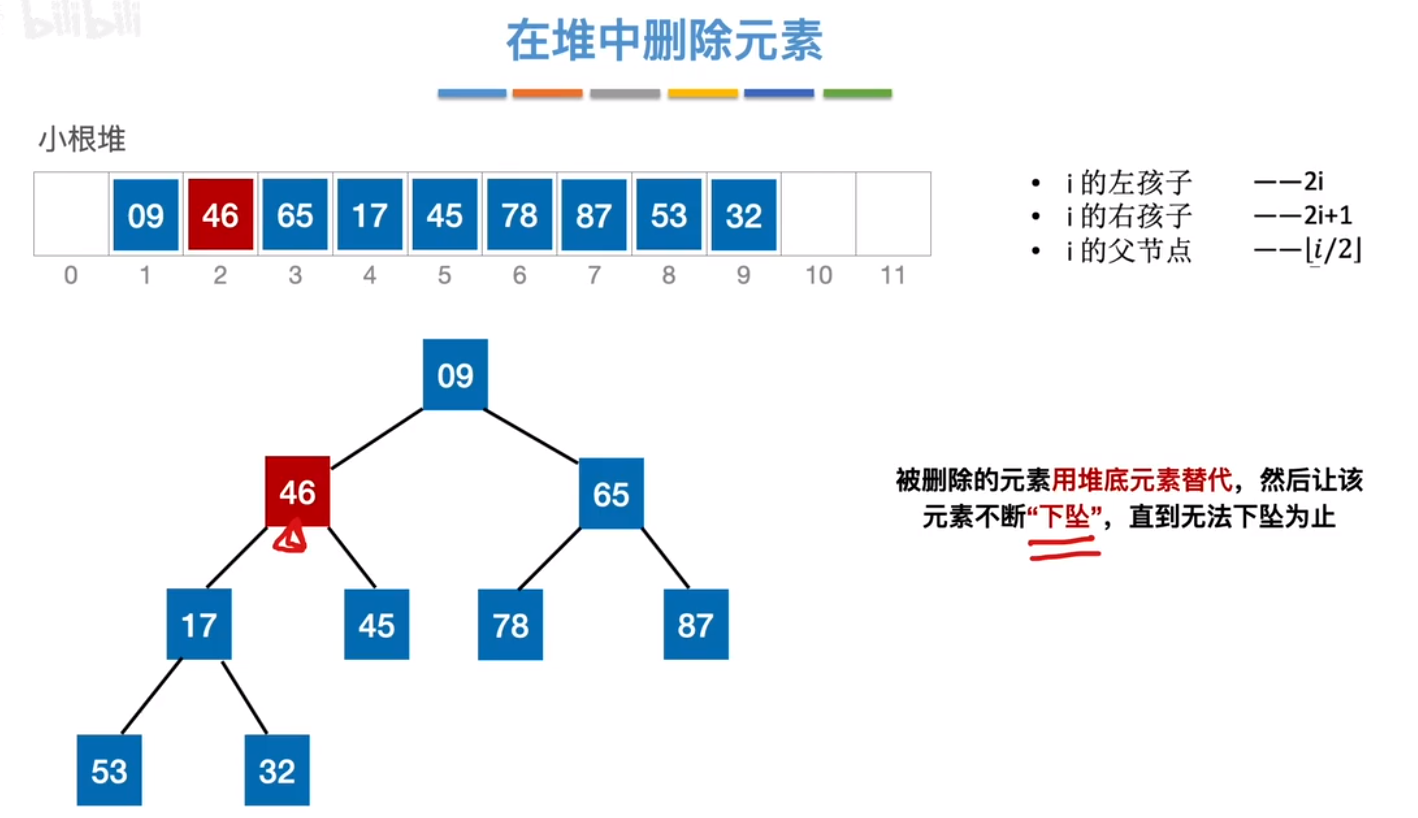 bilibili
在堆中删除元素
小根堆
09 46 65 17 45 78 87 53 32
0 1 2 3 4 5 6 7 8 9 10 11
• i 的左孩子 ——2i
• i 的右孩子 ——2i+1
• i 的父节点 ——⌊i/2⌋
09
46 65
17 45 78 87
53 32
被删除的元素用堆底元素替代，然后让该
元素不断“下坠”，直到无法下坠为止